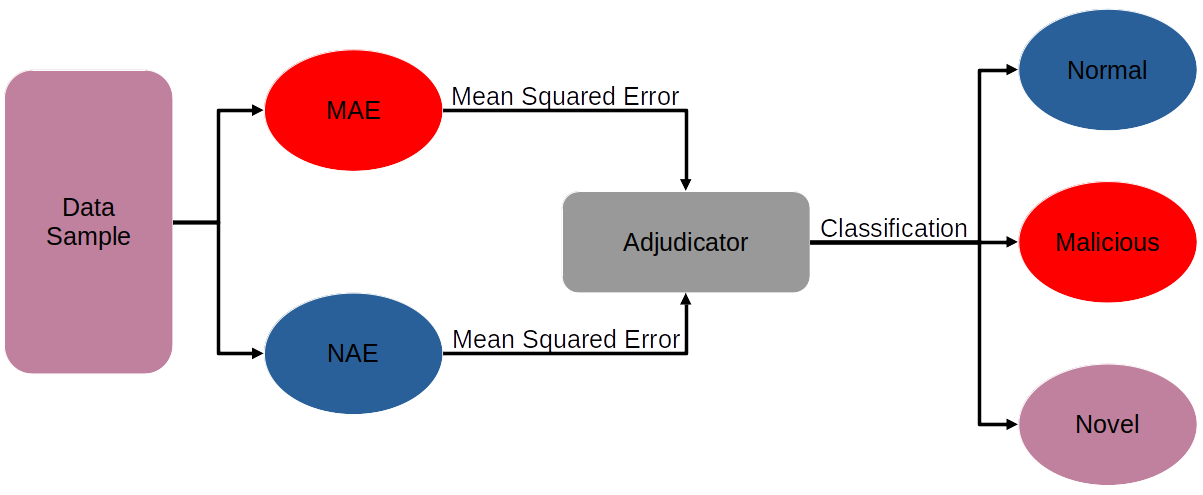 Data
Sample
MAE
Mean Squared Error
NAE
Mean Squared Error
Adjudicator
Classification
Normal
Malicious
Novel